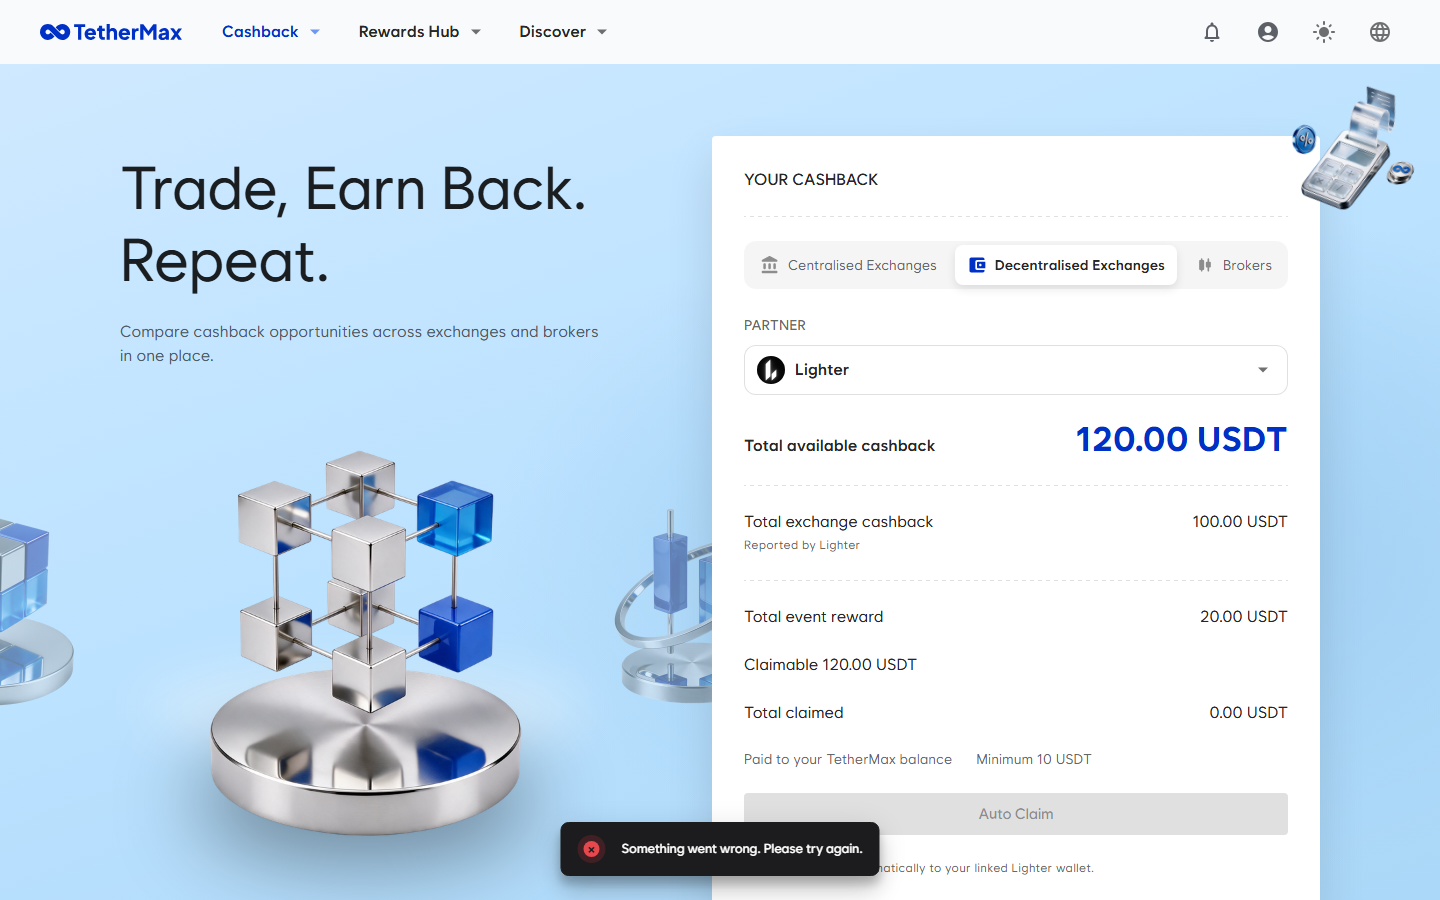 TetherMax
Cashback
Rewards Hub
Discover
Trade, Earn Back.
Repeat.
Compare cashback opportunities across exchanges and brokers
in one place.
YOUR CASHBACK
Centralised Exchanges
Decentralised Exchanges
Brokers
PARTNER
Lighter
Total available cashback
120.00 USDT
Total exchange cashback
100.00 USDT
Reported by Lighter
Total event reward
20.00 USDT
Claimable 120.00 USDT
Total claimed
0.00 USDT
Paid to your TetherMax balance
Minimum 10 USDT
Auto Claim
Something went wrong. Please try again.
to your linked Lighter wallet.